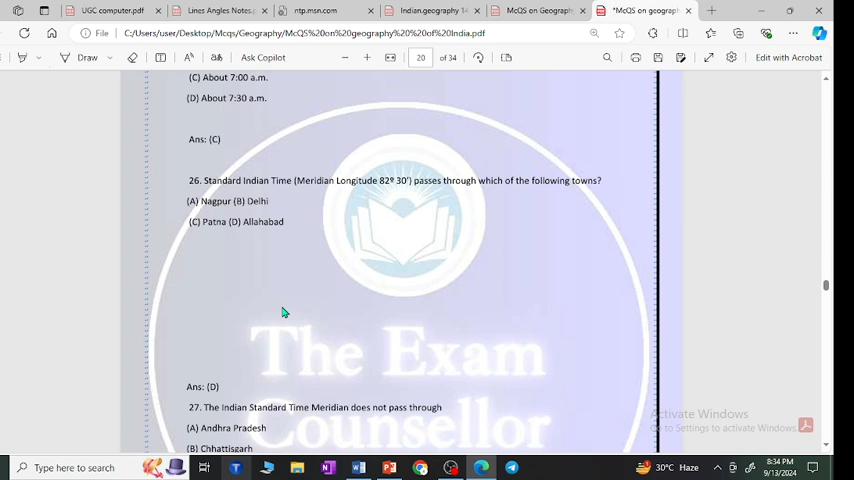 UGC computer.pdf
Lines Angles Notes.p
ntp.msn.com
Indian.geography 14
McQS on Geography
*McQS on geograph
File
C:/Users/user/Desktop/Mcqs/Geography/McQS%20on%20geography%20%20of%20India.pdf
Draw
Ask Copilot
20 of 34
Edit with Acrobat
(C) About 7:00 a.m.
(D) About 7:30 a.m.
Ans: (C)
26. Standard Indian Time (Meridian Longitude 82º 30') passes through which of the following towns?
(A) Nagpur (B) Delhi
(C) Patna (D) Allahabad
The Exam
Counsellor
Ans: (D)
27. The Indian Standard Time Meridian does not pass through
(A) Andhra Pradesh
(B) Chhattisgarh
Activate Windows
Go to Settings to activate Windows.
Type here to search
30°C Haze
8:34 PM
9/13/2024